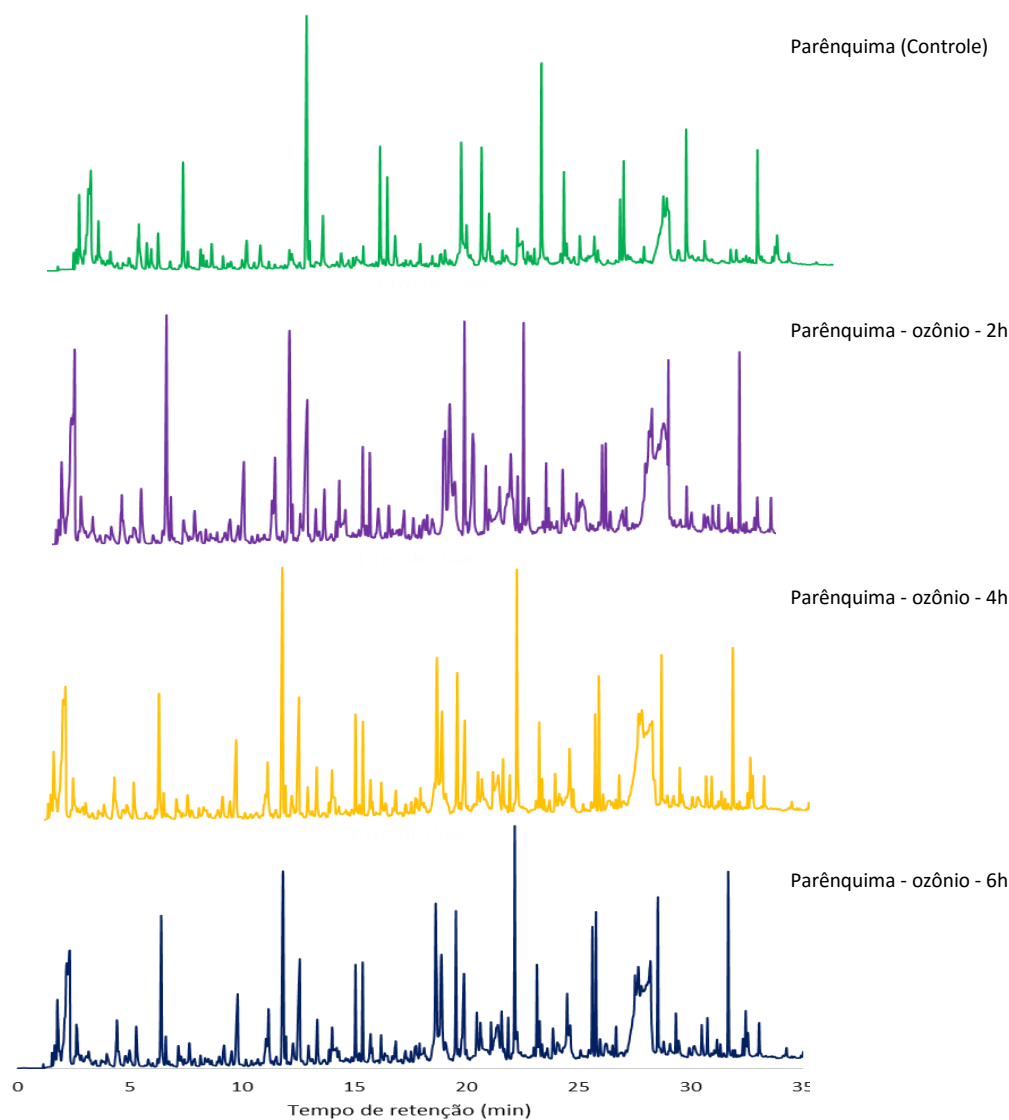 Parênquima (Controle)
Parênquima - ozônio - 2h
Parênquima - ozônio - 4h
Parênquima - ozônio - 6h
0 5 10 15 20 25 30 35
Tempo de retenção (min)